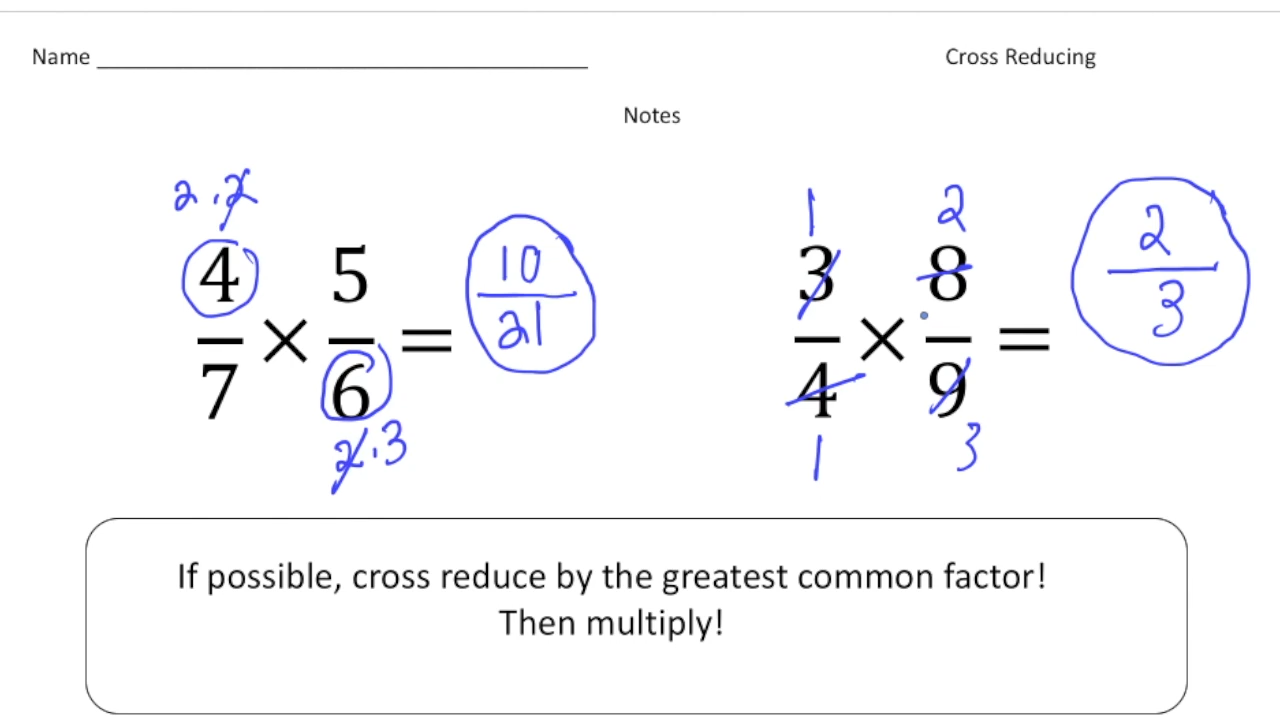 Name ____________________ Cross Reducing
Notes
2 · 2 1 2
4 5 10 3 8 2
— × — = — — × — = —
7 6 21 4 9 3
2 · 3 1 3
If possible, cross reduce by the greatest common factor!
Then multiply!